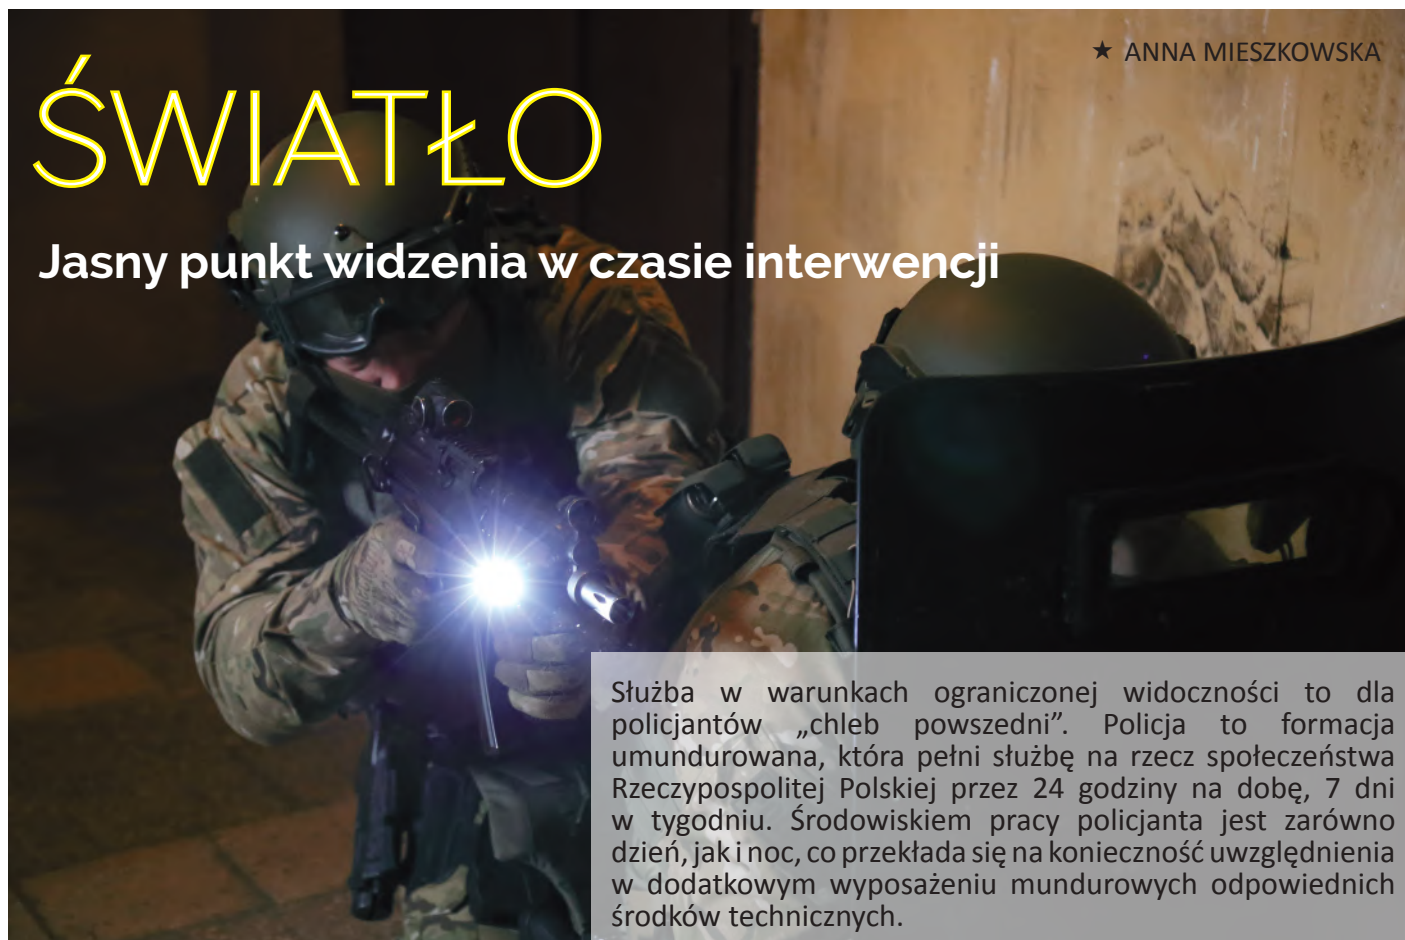 ★ ANNA MIESZKOWSKA
ŚWIATŁO
Jasny punkt widzenia w czasie interwencji
Służba w warunkach ograniczonej widoczności to dla
policjantów „chleb powszedni”. Policja to formacja
umundurowana, która pełni służbę na rzecz społeczeństwa
Rzeczypospolitej Polskiej przez 24 godziny na dobę, 7 dni
w tygodniu. Środowiskiem pracy policjanta jest zarówno
dzień, jak i noc, co przekłada się na konieczność uwzględnienia
w dodatkowym wyposażeniu mundurowych odpowiednich
środków technicznych.